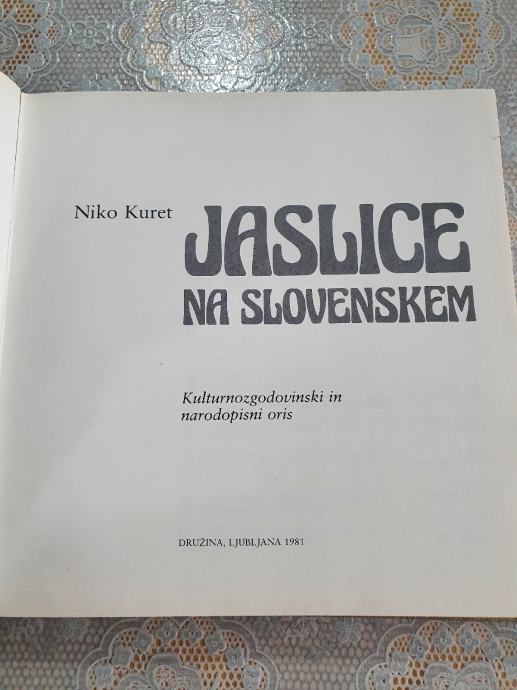 Niko Kuret
JASLICE
NA SLOVENSKEM
Kulturnozgodovinski in
narodopisni oris
DRUŽINA, LJUBLJANA 1981